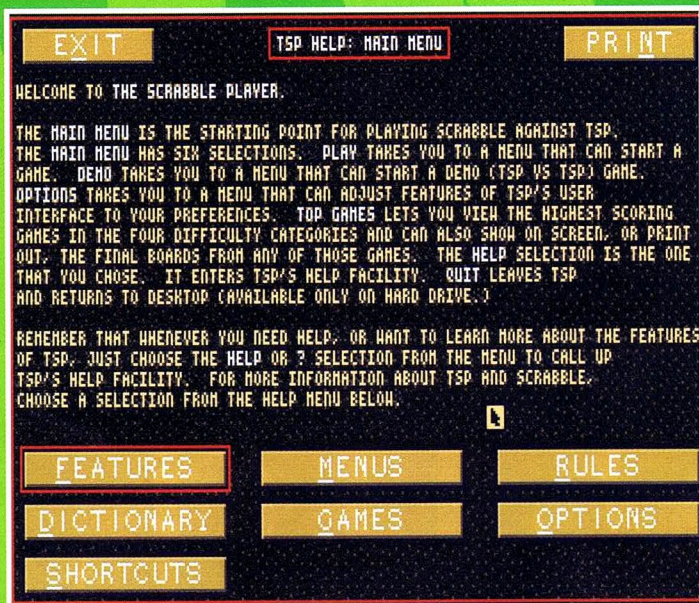 EXIT
TSP HELP: MAIN MENU
PRINT
WELCOME TO THE SCRABBLE PLAYER.
THE MAIN MENU IS THE STARTING POINT FOR PLAYING SCRABBLE AGAINST TSP.
THE MAIN MENU HAS SIX SELECTIONS. PLAY TAKES YOU TO A MENU THAT CAN START A
GAME. DEMO TAKES YOU TO A MENU THAT CAN START A DEMO (TSP VS TSP) GAME.
OPTIONS TAKES YOU TO A MENU THAT CAN ADJUST FEATURES OF TSP'S USER
INTERFACE TO YOUR PREFERENCES. TOP GAMES LETS YOU VIEW THE HIGHEST SCORING
GAMES IN THE FOUR DIFFICULTY CATEGORIES AND CAN ALSO SHOW ON SCREEN, OR PRINT
OUT, THE FINAL BOARDS FROM ANY OF THOSE GAMES. THE HELP SELECTION IS THE ONE
THAT YOU CHOSE. IT ENTERS TSP'S HELP FACILITY. QUIT LEAVES TSP
AND RETURNS TO DESKTOP (AVAILABLE ONLY ON HARD DRIVE.)
REMEMBER THAT WHENEVER YOU NEED HELP, OR WANT TO LEARN MORE ABOUT THE FEATURES
OF TSP, JUST CHOOSE THE HELP OR ? SELECTION FROM THE MENU TO CALL UP
TSP'S HELP FACILITY. FOR MORE INFORMATION ABOUT TSP AND SCRABBLE,
CHOOSE A SELECTION FROM THE HELP MENU BELOW.
FEATURES
MENUS
RULES
DICTIONARY
GAMES
OPTIONS
SHORTCUTS